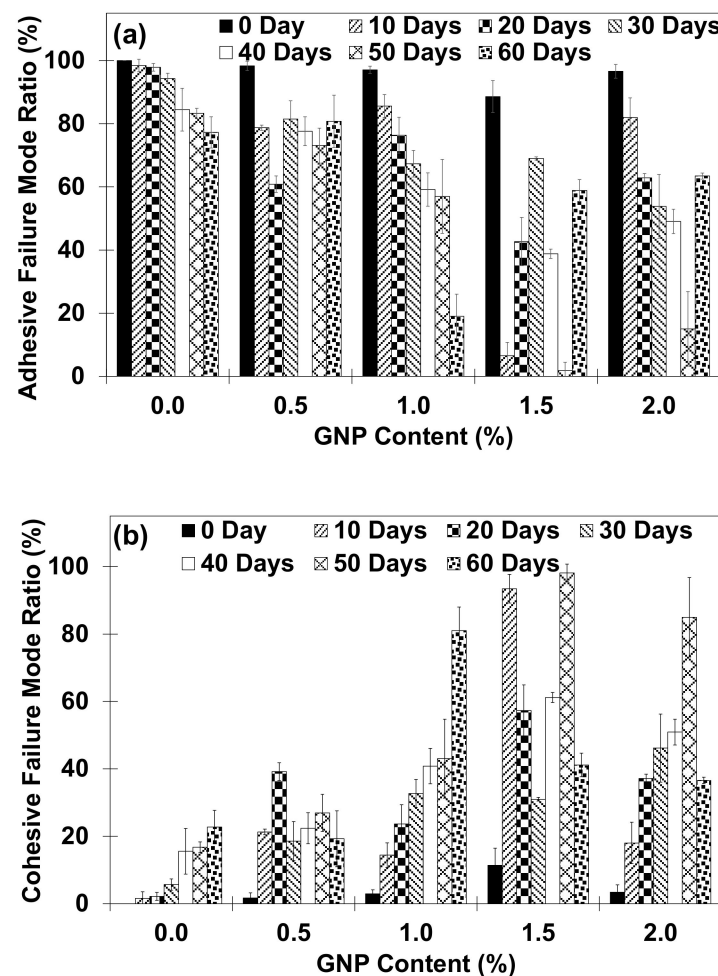 (a)
0 Day 10 Days 20 Days 30 Days
40 Days 50 Days 60 Days
Adhesive Failure Mode Ratio (%)
100
80
60
40
20
0
0.0 0.5 1.0 1.5 2.0
GNP Content (%)
(b)
0 Day 10 Days 20 Days 30 Days
40 Days 50 Days 60 Days
Cohesive Failure Mode Ratio (%)
100
80
60
40
20
0
0.0 0.5 1.0 1.5 2.0
GNP Content (%)